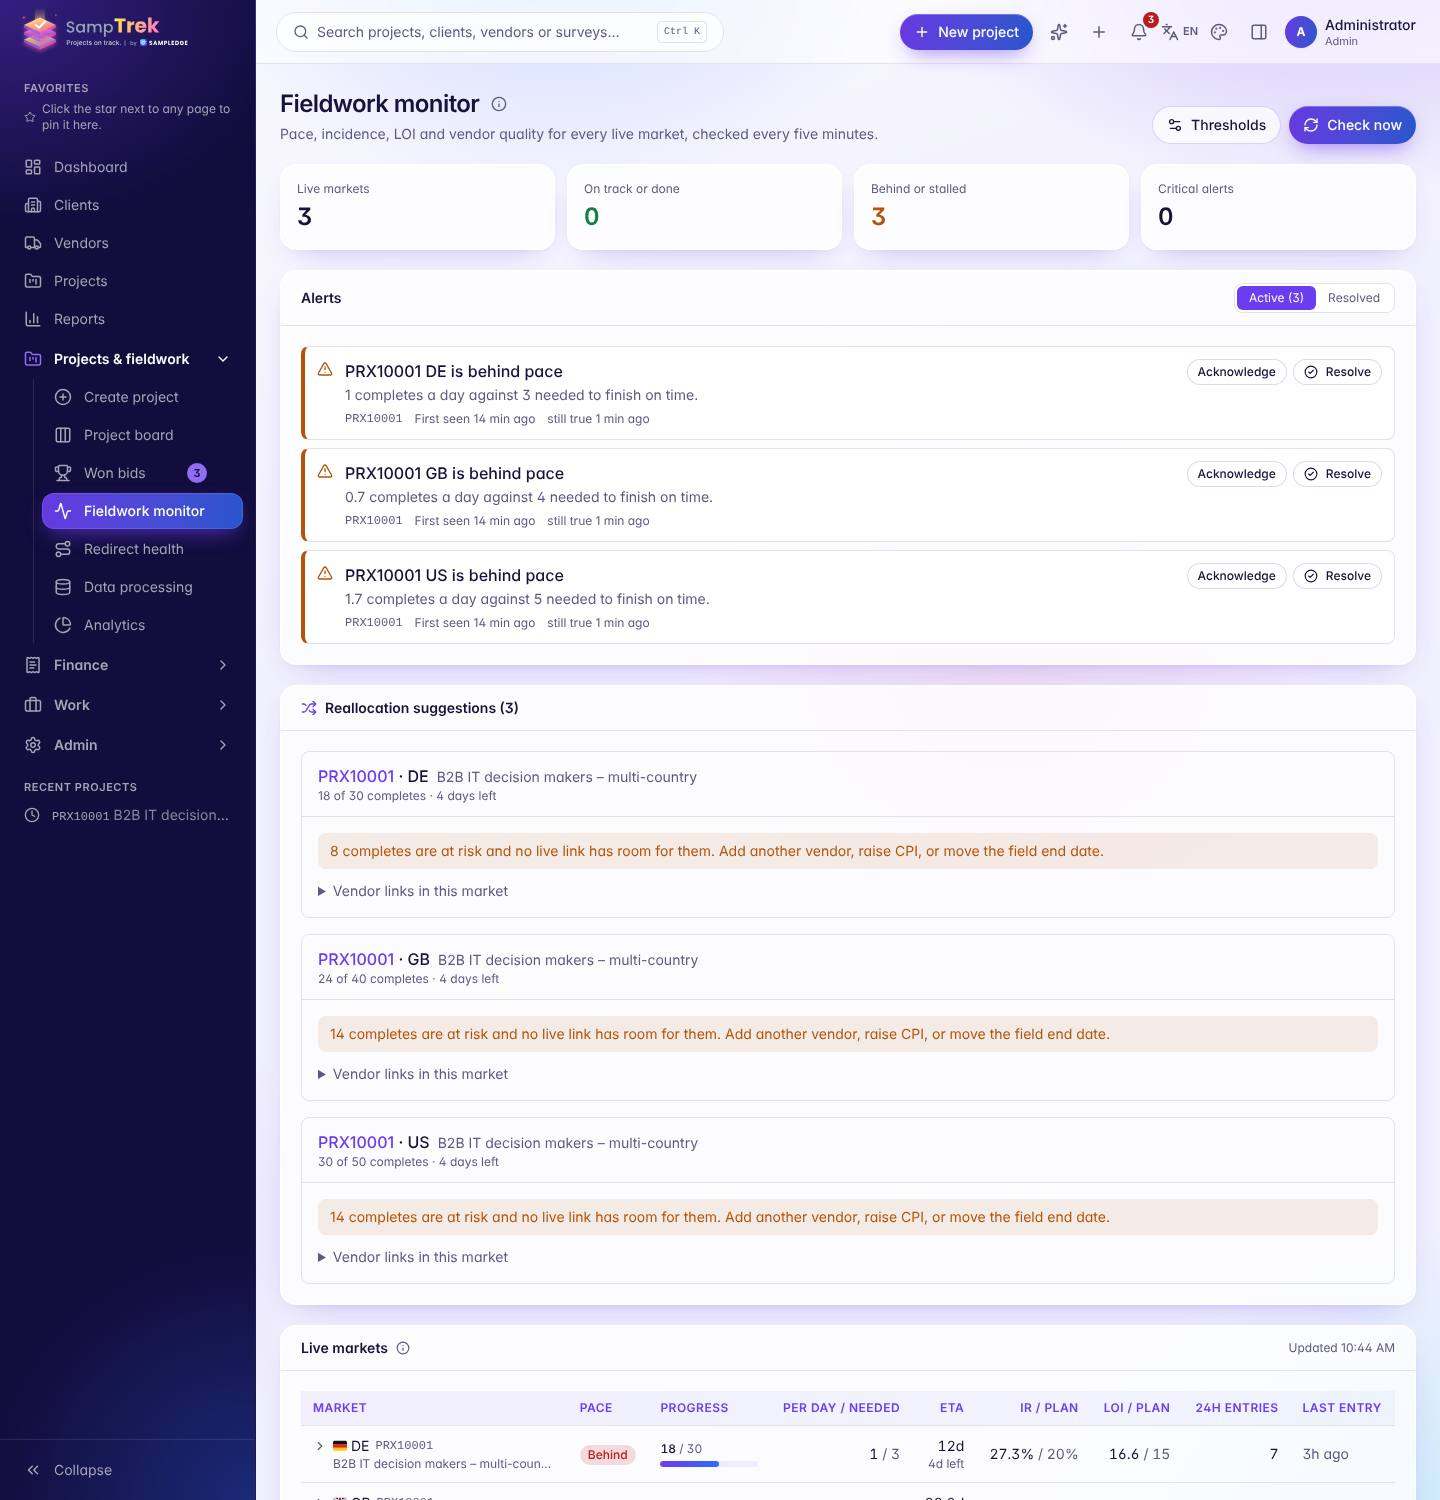 SampTrek
Projects on track. | by SAMPLEDGE
Search projects, clients, vendors or surveys...
Ctrl K
New project
3
EN
A
Administrator
Admin
FAVORITES
Click the star next to any page to
pin it here.
Dashboard
Clients
Vendors
Projects
Reports
Projects & fieldwork
Create project
Project board
Won bids
3
Fieldwork monitor
Redirect health
Data processing
Analytics
Finance
Work
Admin
RECENT PROJECTS
PRX10001 B2B IT decision...
Collapse
Fieldwork monitor
Pace, incidence, LOI and vendor quality for every live market, checked every five minutes.
Thresholds
Check now
Live markets
3
On track or done
0
Behind or stalled
3
Critical alerts
0
Alerts
Active (3)
Resolved
PRX10001 DE is behind pace
1 completes a day against 3 needed to finish on time.
PRX10001 First seen 14 min ago still true 1 min ago
Acknowledge
Resolve
PRX10001 GB is behind pace
0.7 completes a day against 4 needed to finish on time.
PRX10001 First seen 14 min ago still true 1 min ago
Acknowledge
Resolve
PRX10001 US is behind pace
1.7 completes a day against 5 needed to finish on time.
PRX10001 First seen 14 min ago still true 1 min ago
Acknowledge
Resolve
Reallocation suggestions (3)
PRX10001 · DE B2B IT decision makers – multi-country
18 of 30 completes · 4 days left
8 completes are at risk and no live link has room for them. Add another vendor, raise CPI, or move the field end date.
Vendor links in this market
PRX10001 · GB B2B IT decision makers – multi-country
24 of 40 completes · 4 days left
14 completes are at risk and no live link has room for them. Add another vendor, raise CPI, or move the field end date.
Vendor links in this market
PRX10001 · US B2B IT decision makers – multi-country
30 of 50 completes · 4 days left
14 completes are at risk and no live link has room for them. Add another vendor, raise CPI, or move the field end date.
Vendor links in this market
Live markets
Updated 10:44 AM
MARKET PACE PROGRESS PER DAY / NEEDED ETA IR / PLAN LOI / PLAN 24H ENTRIES LAST ENTRY
DE PRX10001 Behind 18 / 30 1 / 3 12d 27.3% / 20% 16.6 / 15 7 3h ago
B2B IT decision makers – multi-coun... 4d left